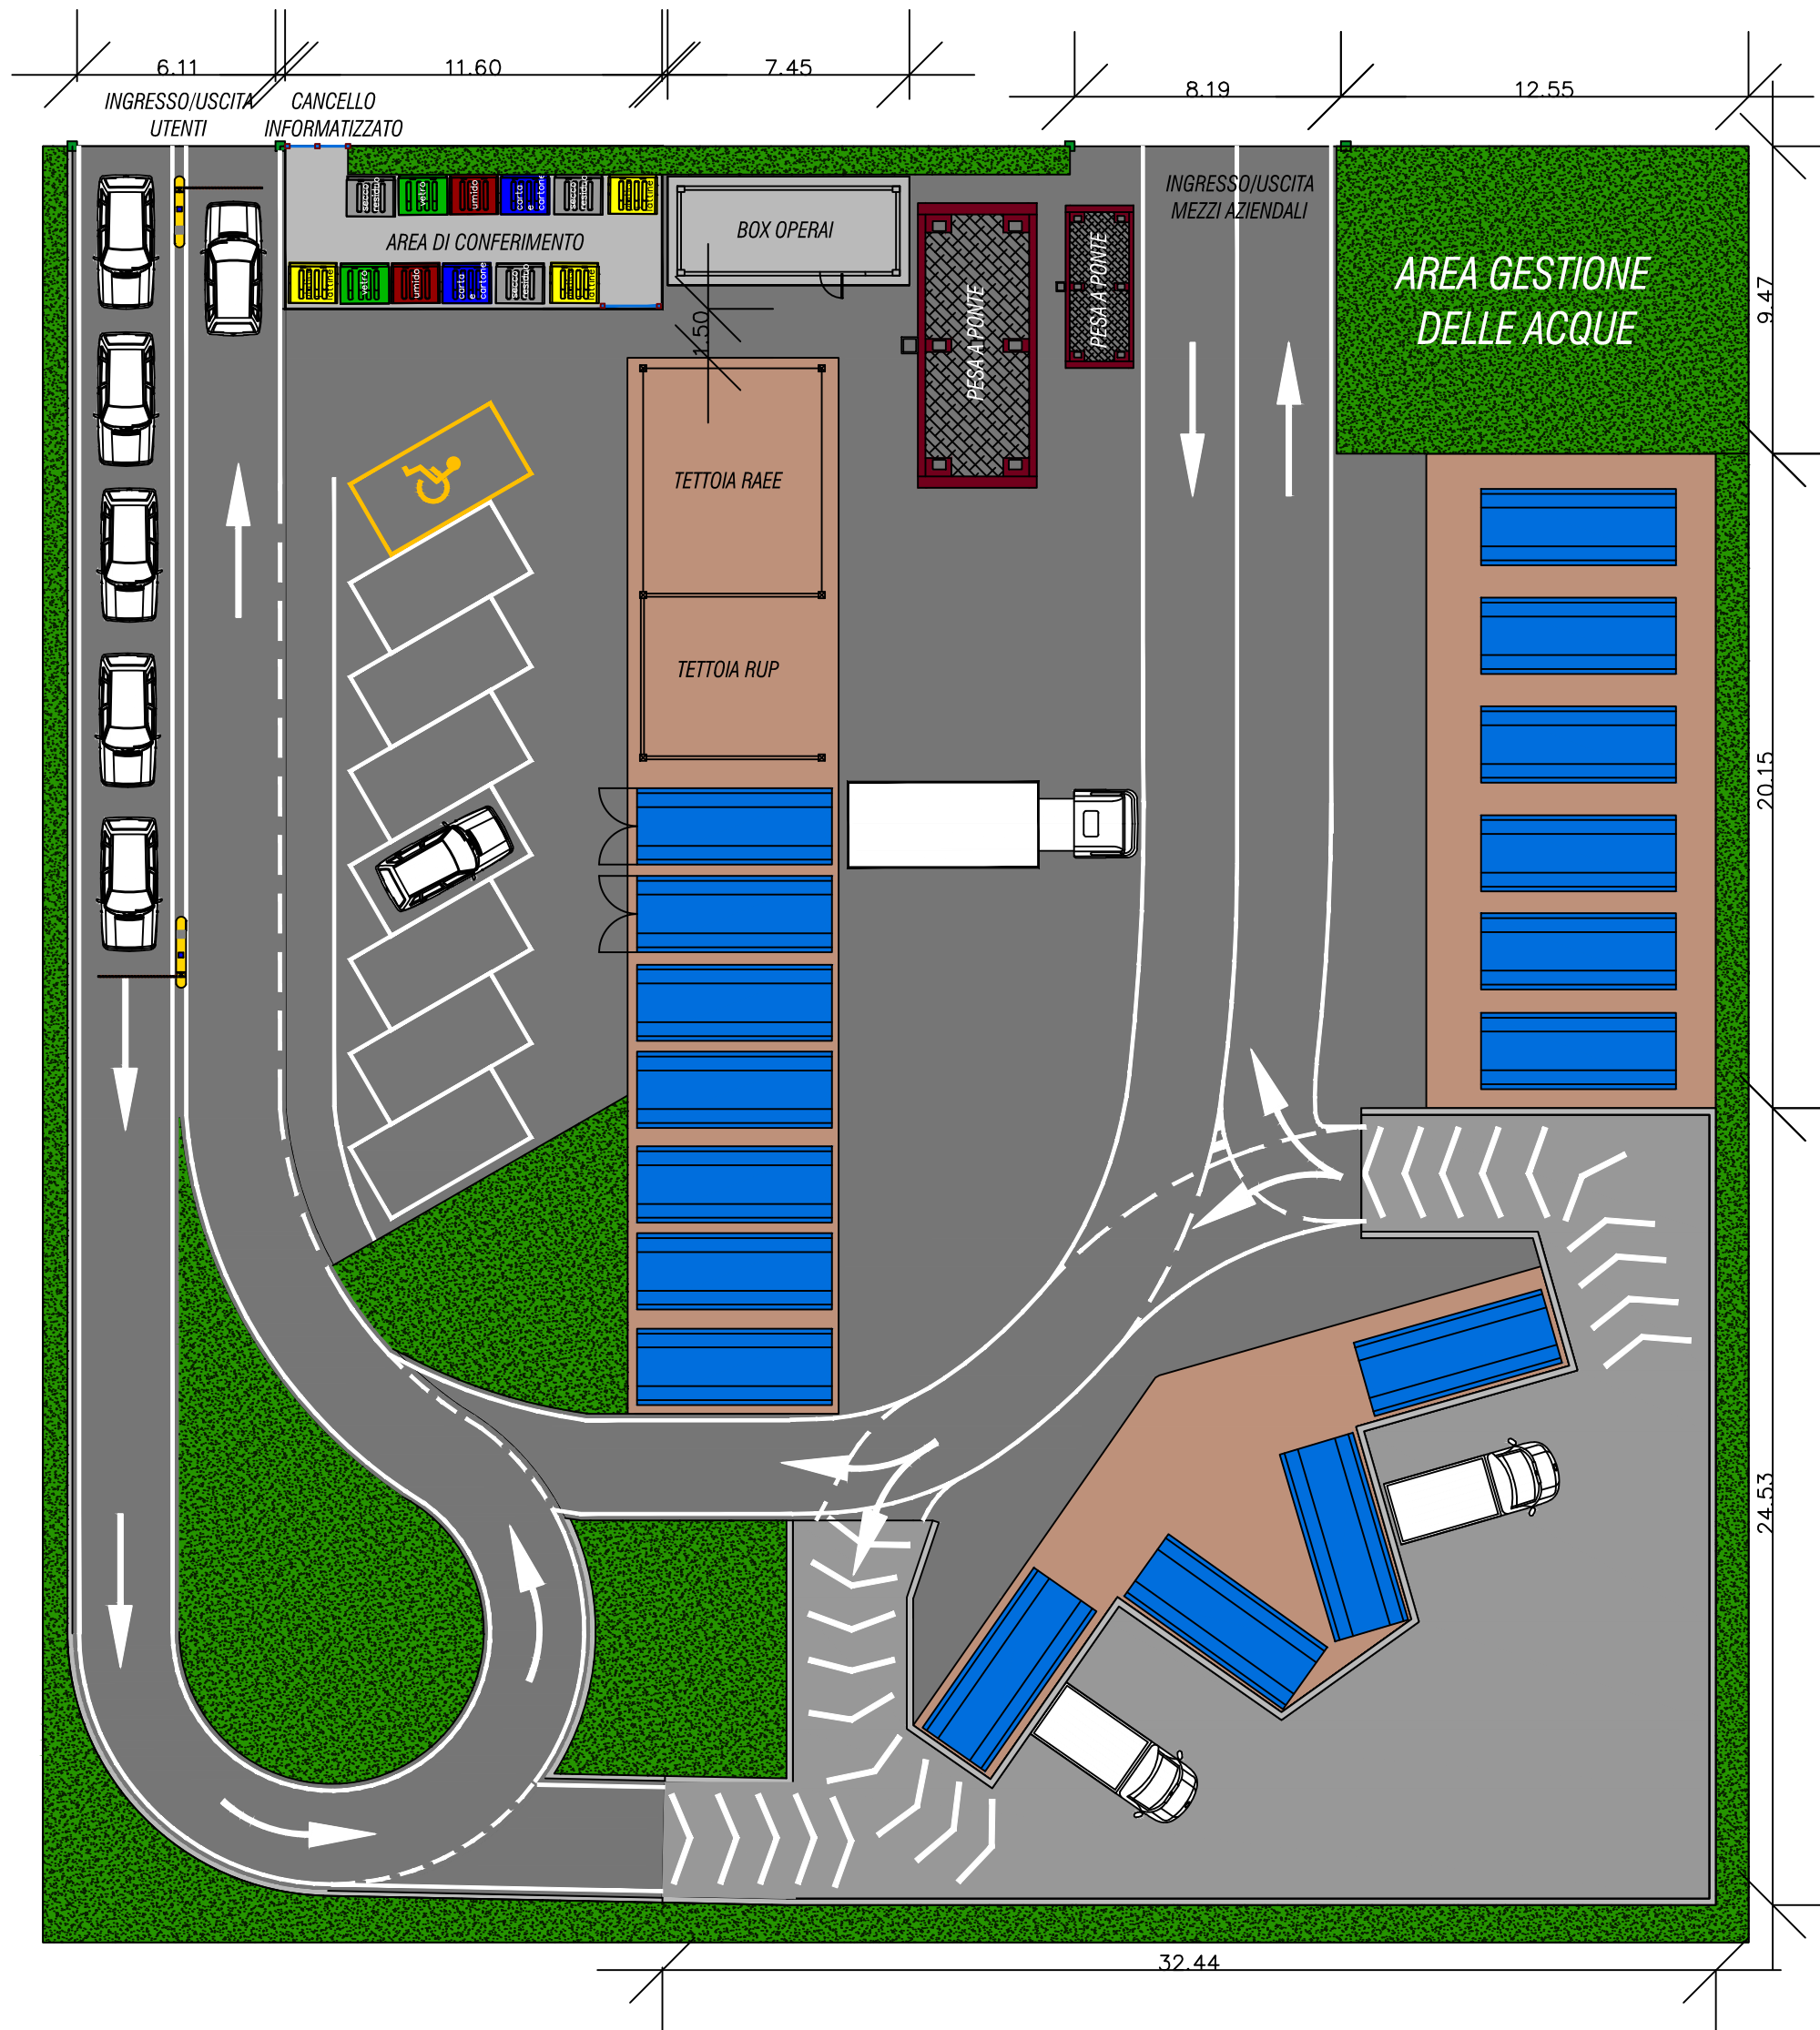 6.11
11.60
7.45
8.19
12.55
INGRESSO/USCITA
UTENTI
CANCELLO
INFORMATIZZATO
secco
residuo
vetro
umido
carta
e
cartone
secco
residuo
AREA DI CONFERIMENTO
vetro
umido
carta
e
cartone
secco
residuo
BOX OPERAI
1.50
PESA A PONTE
PESA A PONTE
INGRESSO/USCITA
MEZZI AZIENDALI
AREA GESTIONE
DELLE ACQUE
9.47
TETTOIA RAEE
TETTOIA RUP
20.15
24.53
32.44